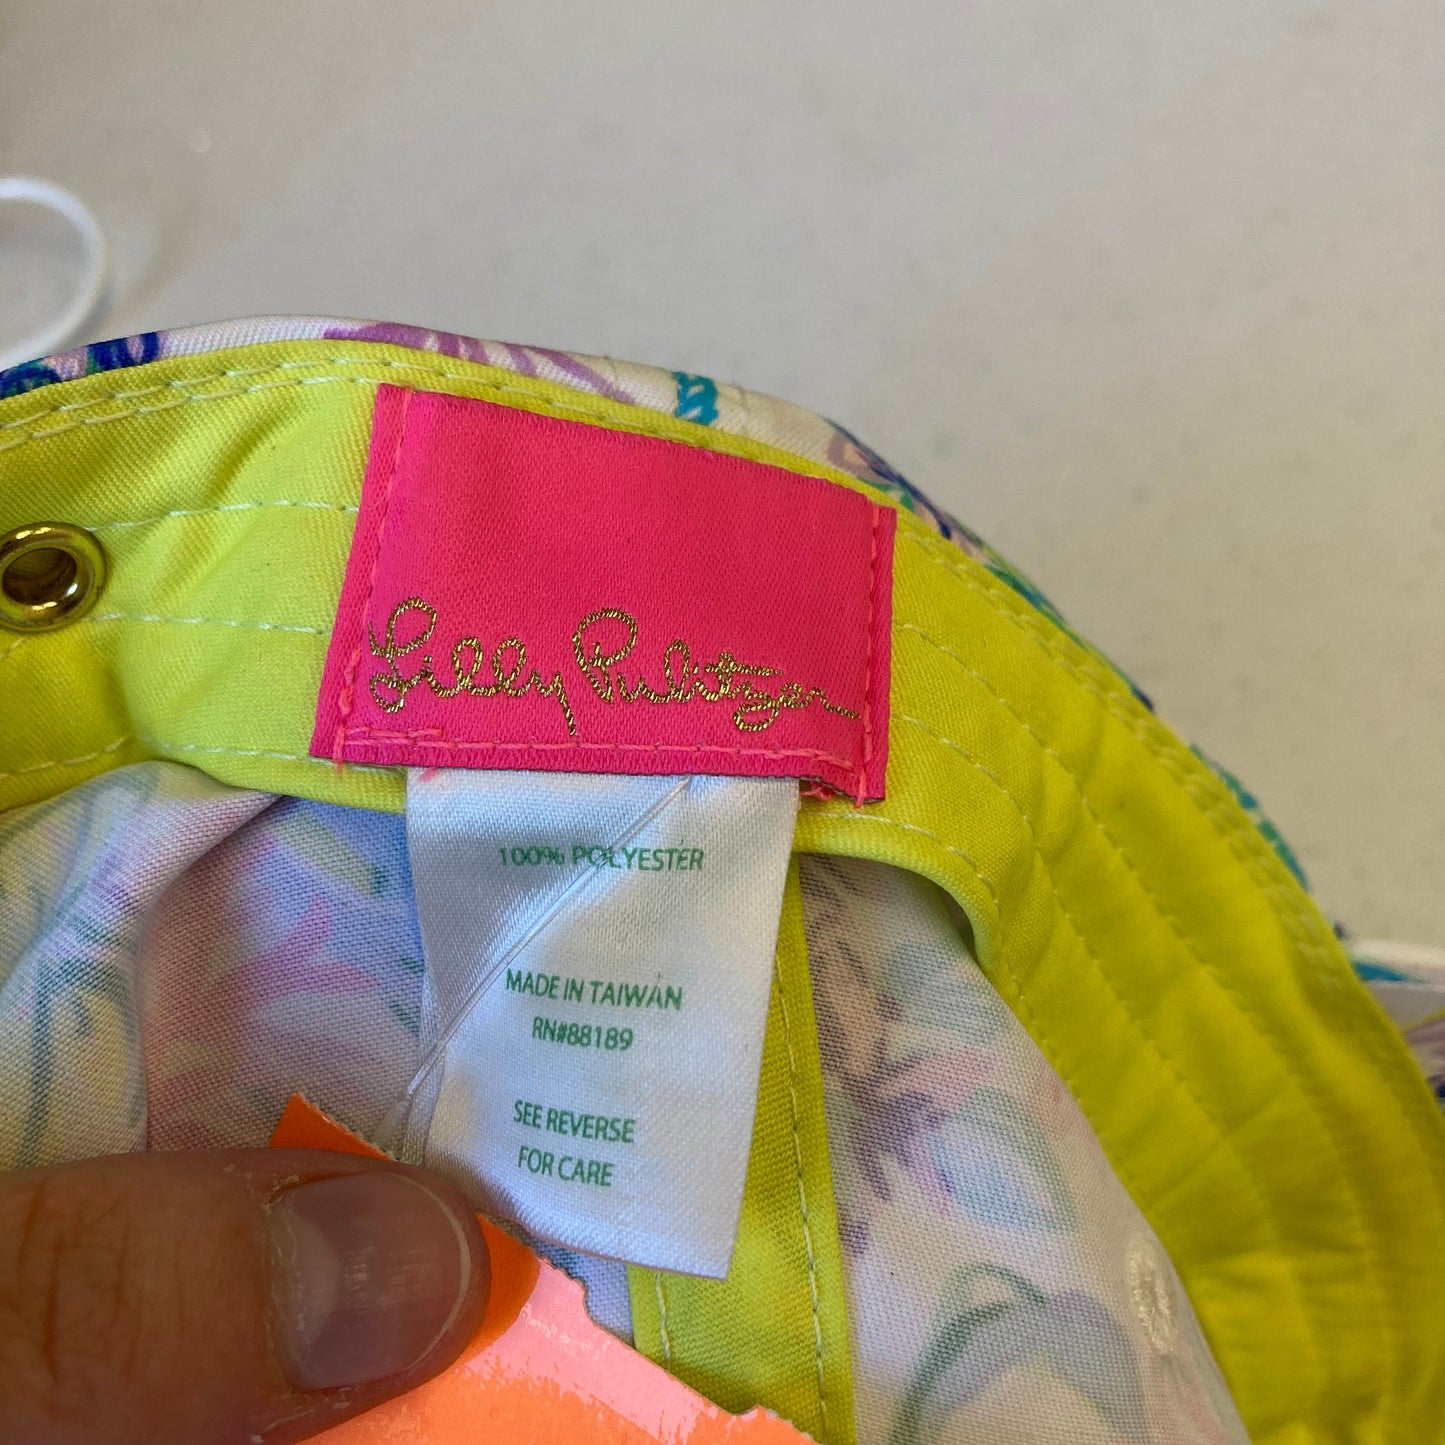 Lilly Pulitzer
100% POLYESTER
MADE IN TAIWAN
RN#88189
SEE REVERSE
FOR CARE